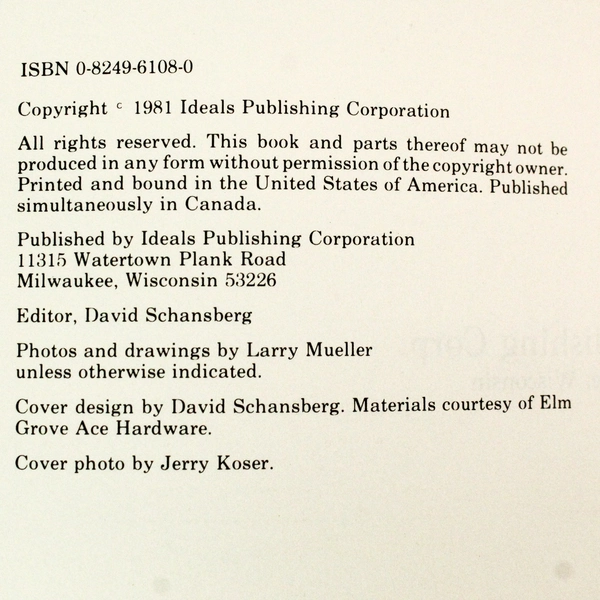 ISBN 0-8249-6108-0
Copyright © 1981 Ideals Publishing Corporation
All rights reserved. This book and parts thereof may not be
produced in any form without permission of the copyright owner.
Printed and bound in the United States of America. Published
simultaneously in Canada.
Published by Ideals Publishing Corporation
11315 Watertown Plank Road
Milwaukee, Wisconsin 53226
Editor, David Schansberg
Photos and drawings by Larry Mueller
unless otherwise indicated.
Cover design by David Schansberg. Materials courtesy of Elm
Grove Ace Hardware.
Cover photo by Jerry Koser.